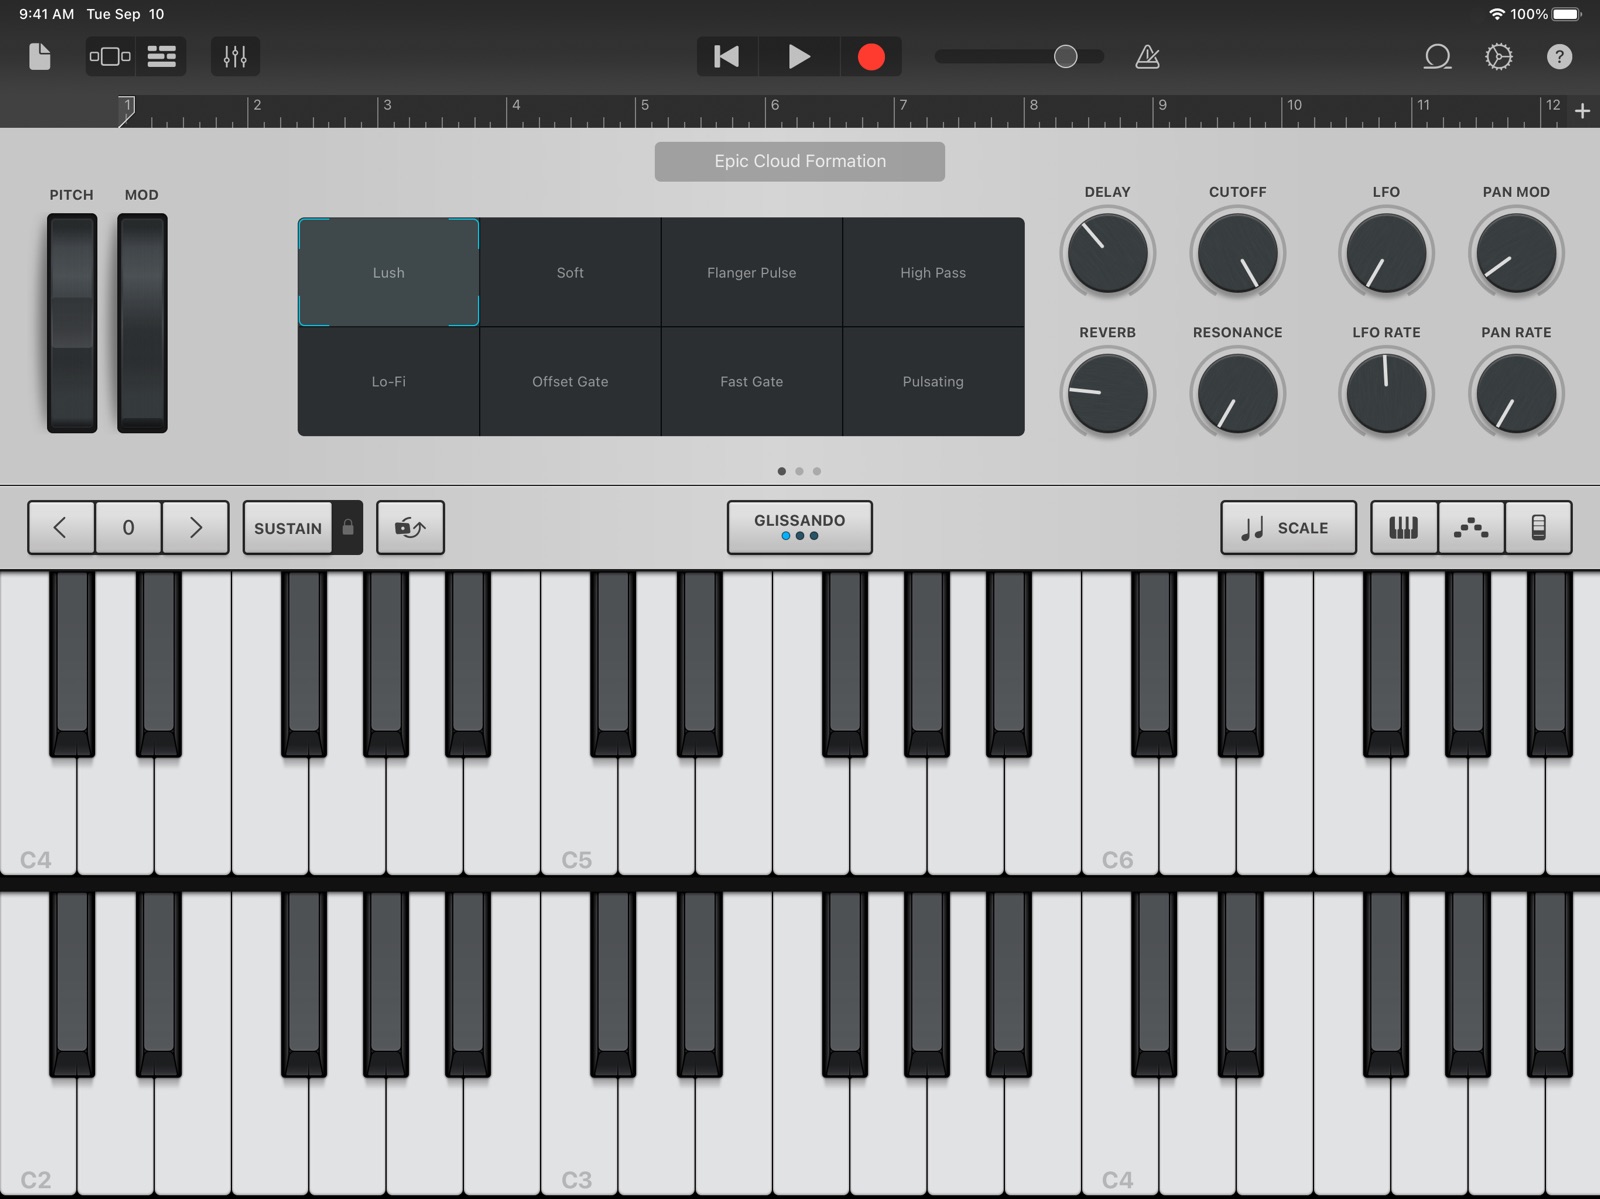 9:41 AM Tue Sep 10
100%
?
1 2 3 4 5 6 7 8 9 10 11 12 +
Epic Cloud Formation
PITCH MOD
DELAY CUTOFF LFO PAN MOD
Lush Soft Flanger Pulse High Pass
REVERB RESONANCE LFO RATE PAN RATE
Lo-Fi Offset Gate Fast Gate Pulsating
0
SUSTAIN
GLISSANDO
SCALE
C4 C5 C6
C2 C3 C4